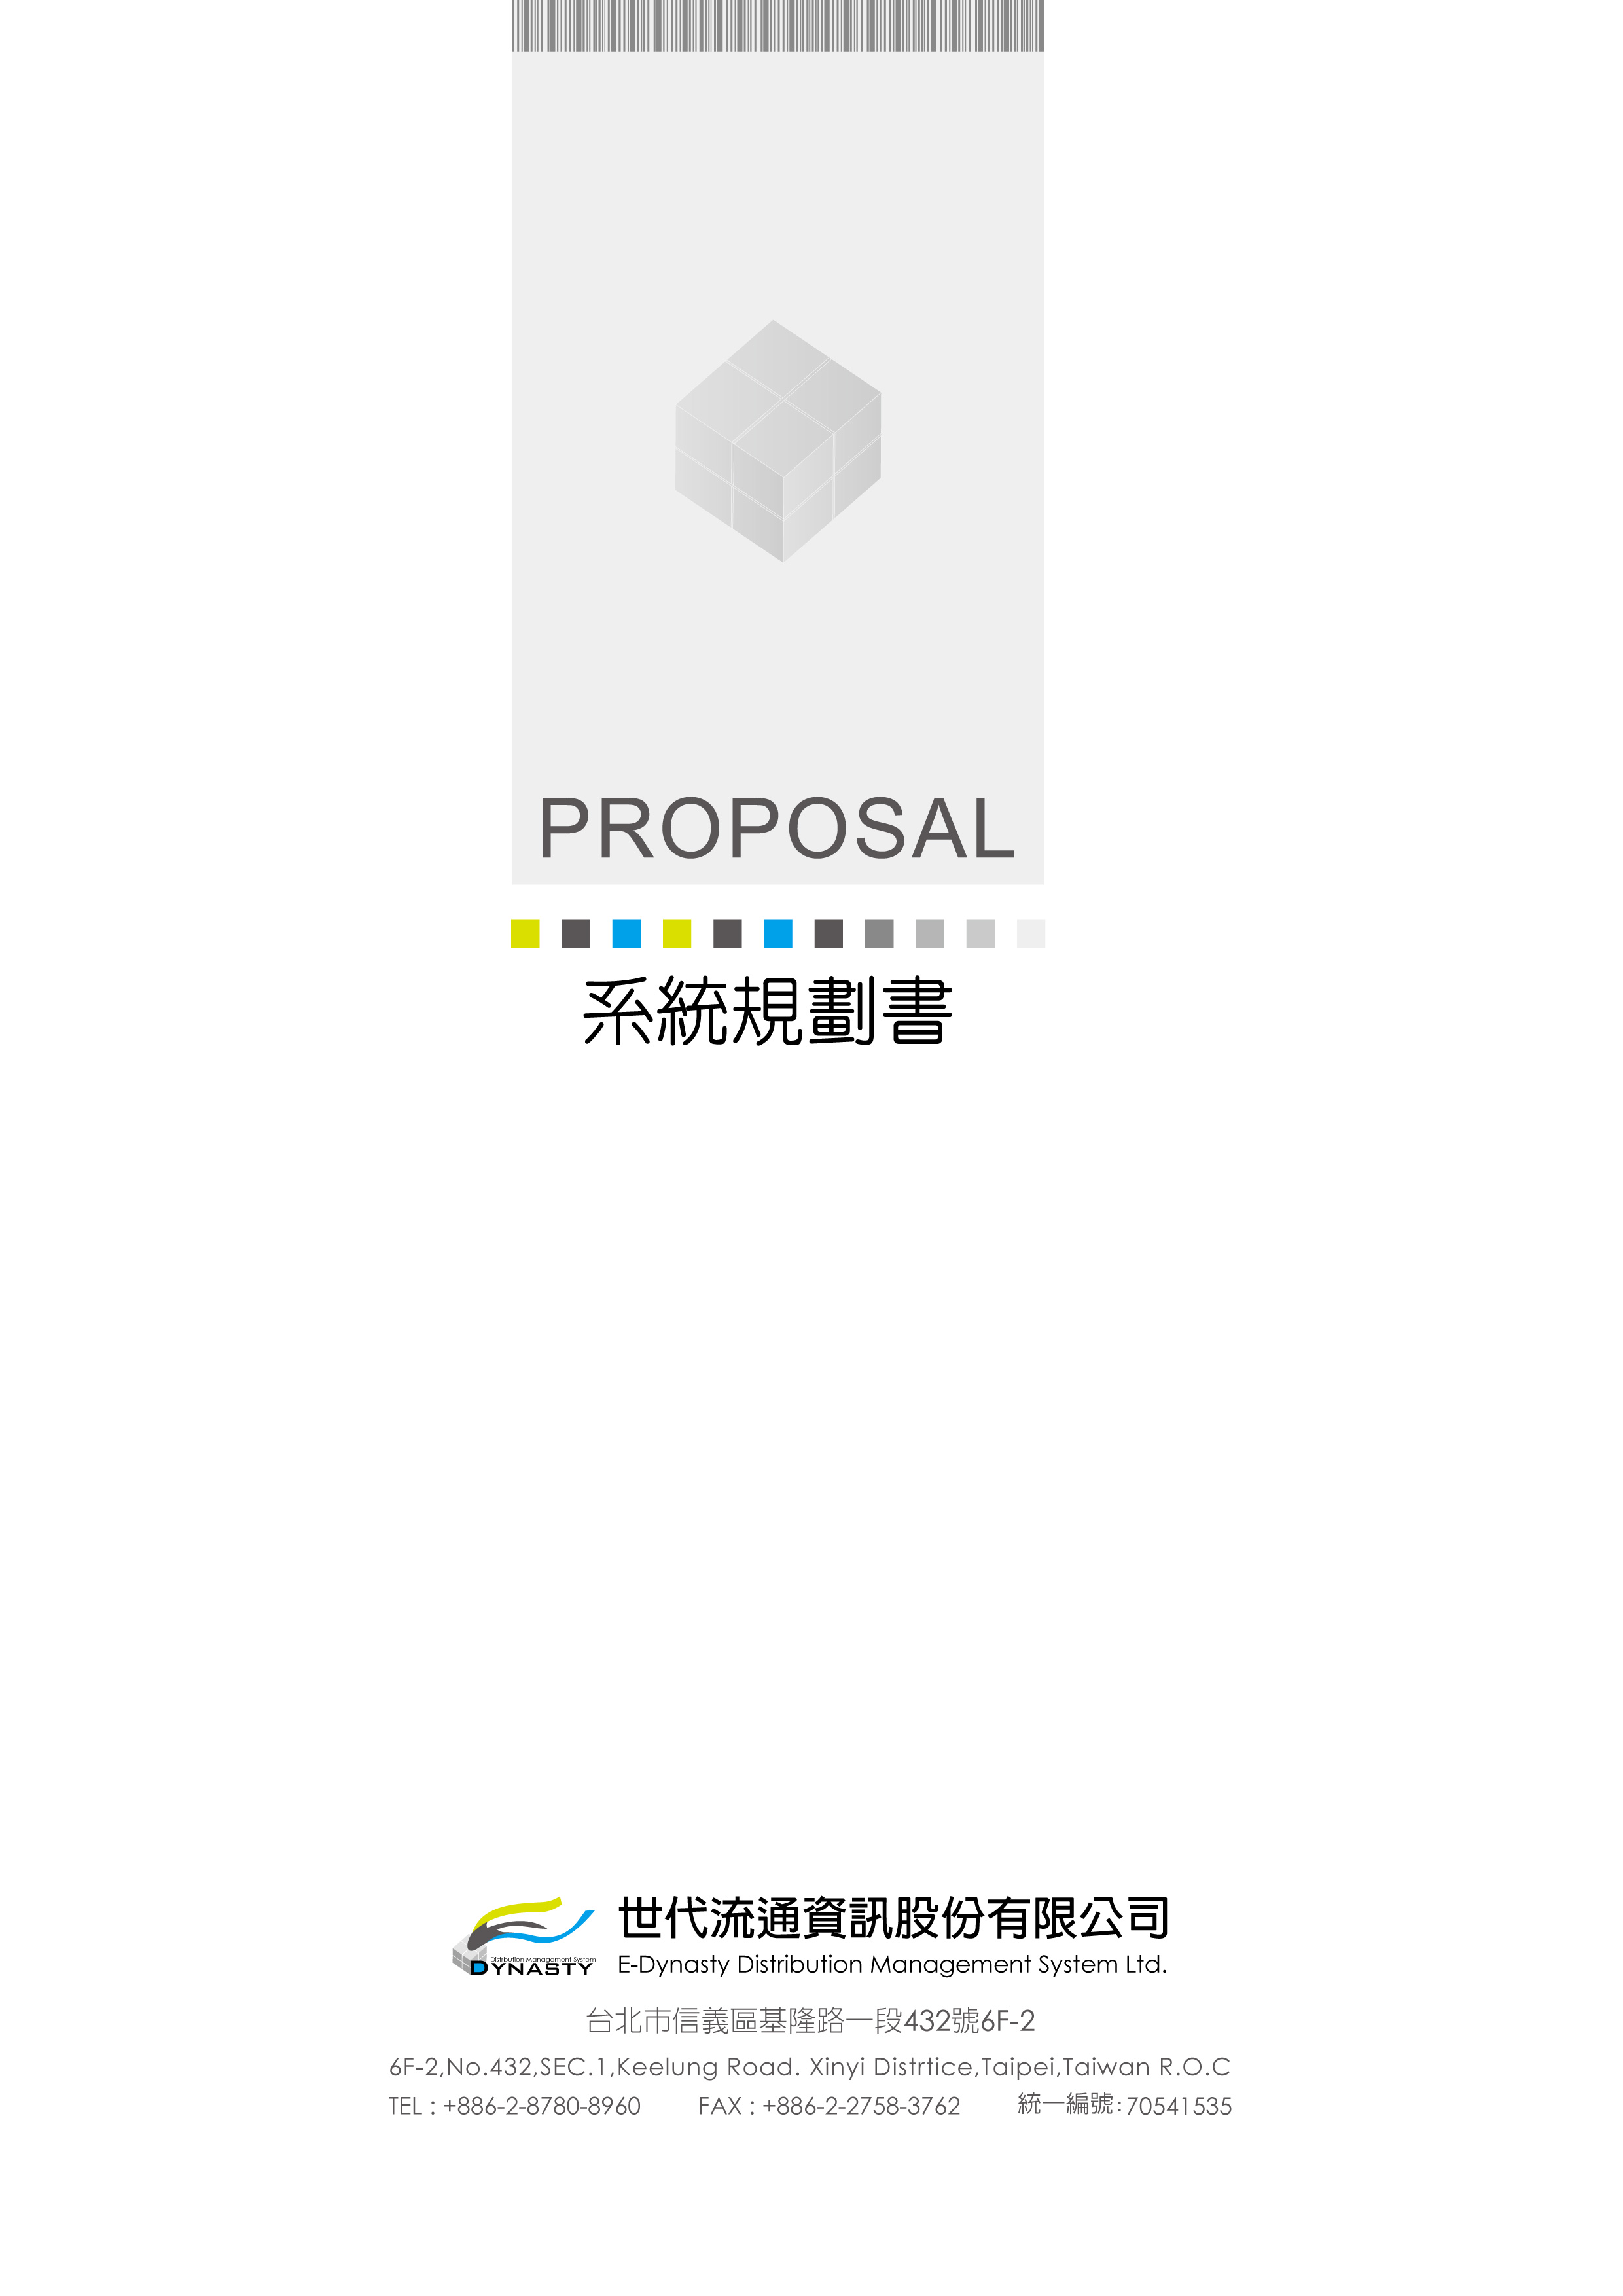 PROPOSAL
系統規劃書
世代流通資訊股份有限公司
Distribution Management System
DYNASTY
E-Dynasty Distribution Management System Ltd.
台北市信義區基隆路一段432號6F-2
6F-2,No.432,SEC.1,Keelung Road. Xinyi Distrtice,Taipei,Taiwan R.O.C
TEL : +886-2-8780-8960 FAX : +886-2-2758-3762 統一編號:70541535